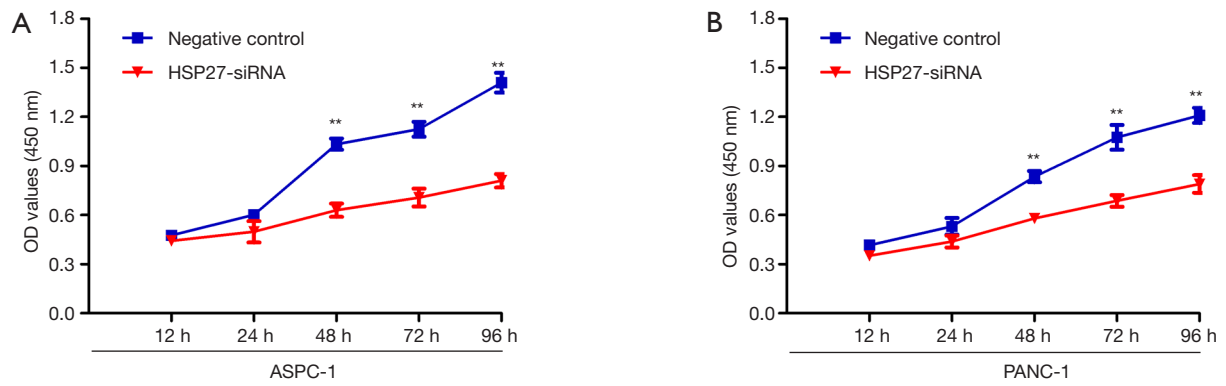 A
OD values (450 nm)
1.8
1.5
1.2
0.9
0.6
0.3
0.0
Negative control
HSP27-siRNA
**
**
**
12 h 24 h 48 h 72 h 96 h
ASPC-1
B
OD values (450 nm)
1.8
1.5
1.2
0.9
0.6
0.3
0.0
Negative control
HSP27-siRNA
**
**
**
12 h 24 h 48 h 72 h 96 h
PANC-1